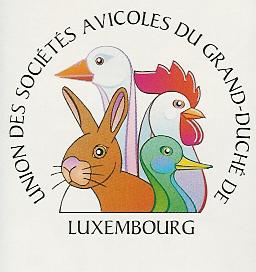 UNION DES SOCIÉTÉS AVICOLES DU GRAND-DUCHÉ DE
LUXEMBOURG